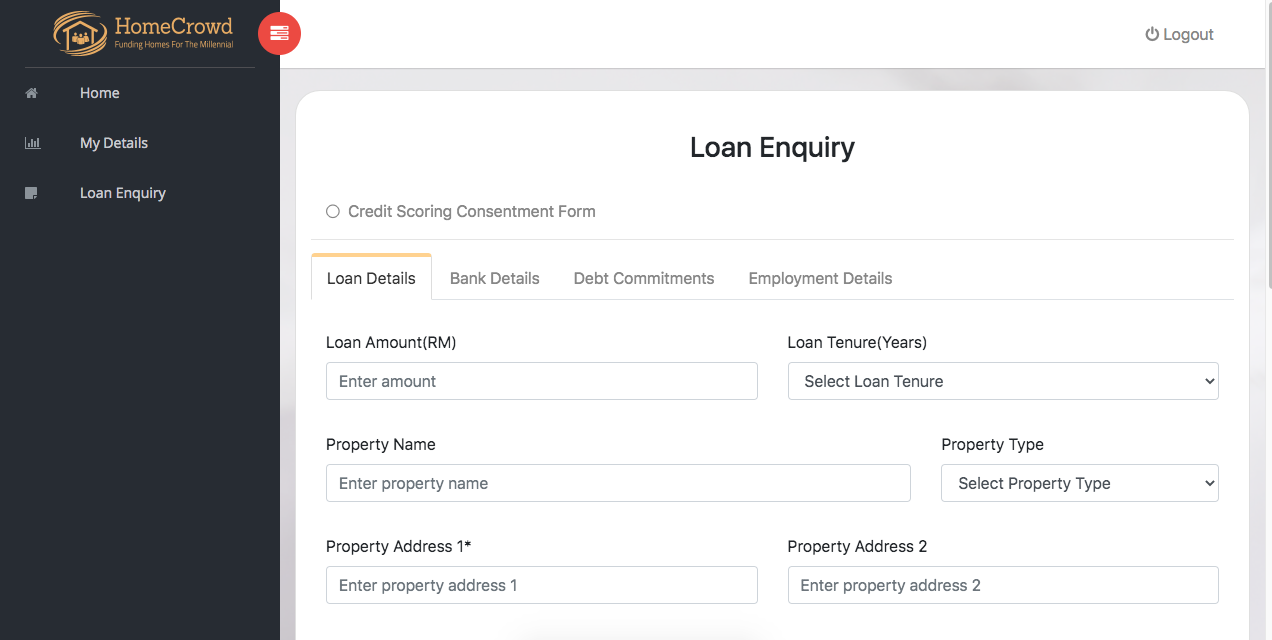 HomeCrowd
Funding Homes For The Millennial
Logout
Home
My Details
Loan Enquiry
Loan Enquiry
Credit Scoring Consentment Form
Loan Details Bank Details Debt Commitments Employment Details
Loan Amount(RM) Loan Tenure(Years)
Enter amount Select Loan Tenure
Property Name Property Type
Enter property name Select Property Type
Property Address 1* Property Address 2
Enter property address 1 Enter property address 2